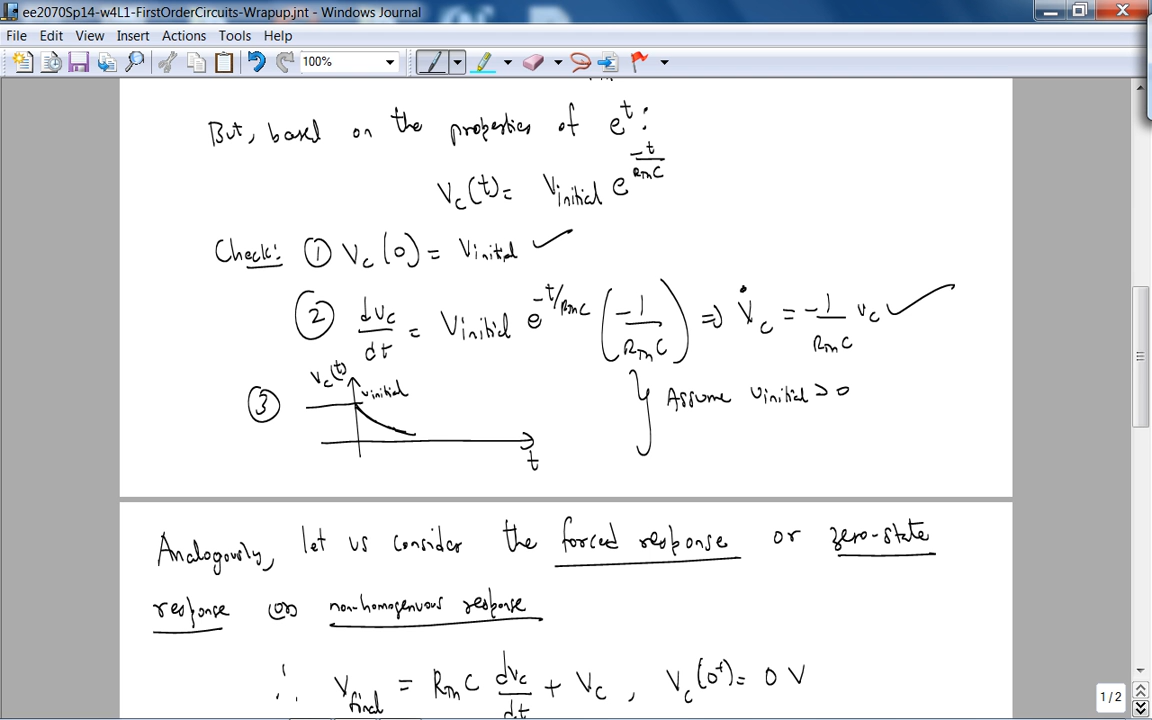 ee2070Sp14-w4L1-FirstOrderCircuits-Wrapup.jnt - Windows Journal
File Edit View Insert Actions Tools Help
100%
But, based on the properties of e^t :
Vc(t) = Vinitial e^(-t/RThC)
Check: ① Vc(0) = Vinitial ✓
② dvc/dt = Vinitial e^(-t/RThC) (-1/RThC) ⇒ V̇c = -1/RThC vc ✓
Vc(t)
③ Vinitial } Assume Vinitial > 0
t
Analogously, let us consider the forced response or zero-state
response (or) non-homogenuous response
∴ Vfinal = RThC dvc/dt + Vc , Vc(0⁺) = 0 V
1 / 2